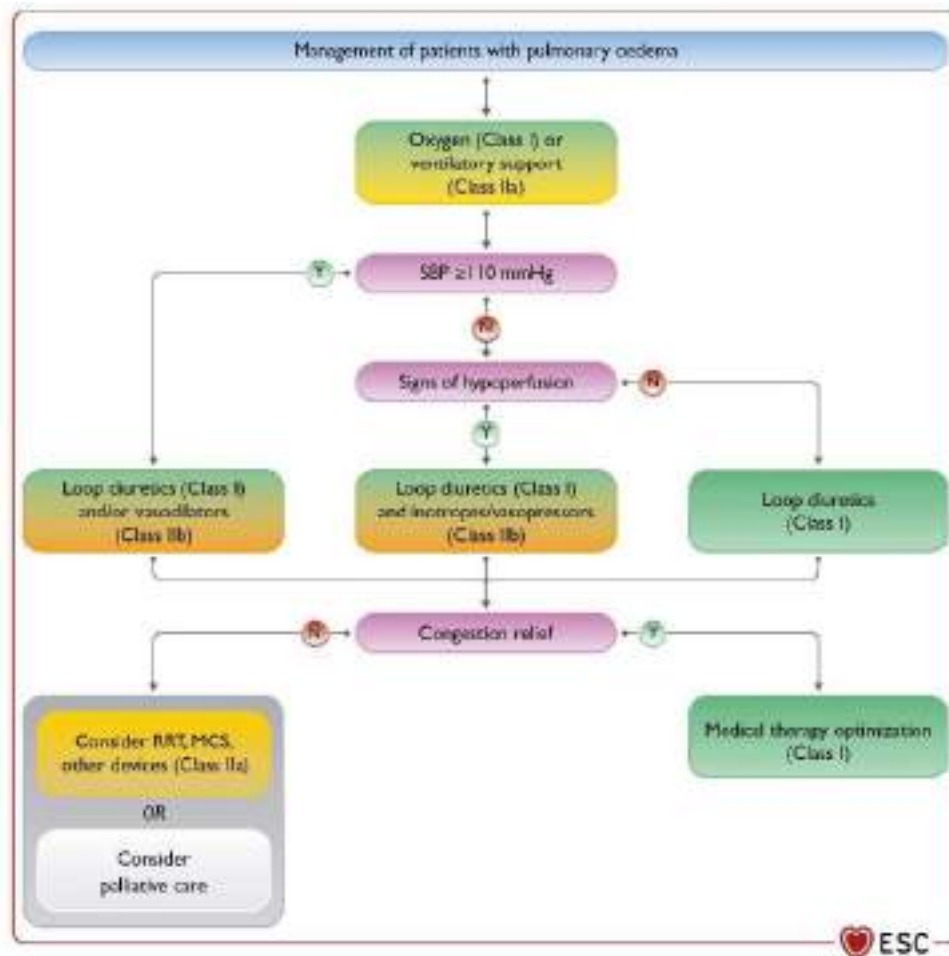 Management of patients with pulmonary oedema
Oxygen (Class I) or
ventilatory support
(Class IIa)
SBP ≥110 mmHg
Y
N
Signs of hypoperfusion
N
Y
Loop diuretics (Class I)
and/or vasodilators
(Class IIb)
Loop diuretics (Class I)
and inotropes/vasopressors
(Class IIb)
Loop diuretics
(Class I)
N
Congestion relief
Y
Consider RRT, MCS,
other devices (Class IIa)
OR
Consider
palliative care
Medical therapy optimization
(Class I)
ESC